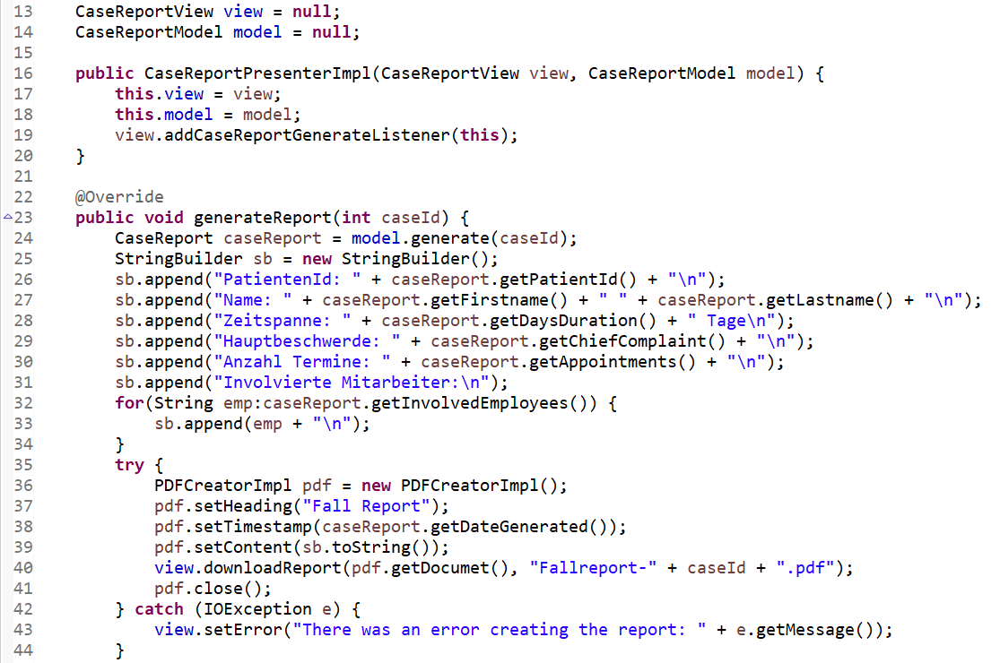 13 CaseReportView view = null;
14 CaseReportModel model = null;
15
16 public CaseReportPresenterImpl(CaseReportView view, CaseReportModel model) {
17 this.view = view;
18 this.model = model;
19 view.addCaseReportGenerateListener(this);
20 }
21
22 @Override
23 public void generateReport(int caseId) {
24 CaseReport caseReport = model.generate(caseId);
25 StringBuilder sb = new StringBuilder();
26 sb.append("PatientenId: " + caseReport.getPatientId() + "\n");
27 sb.append("Name: " + caseReport.getFirstname() + " " + caseReport.getLastname() + "\n");
28 sb.append("Zeitspanne: " + caseReport.getDaysDuration() + " Tage\n");
29 sb.append("Hauptbeschwerde: " + caseReport.getChiefComplaint() + "\n");
30 sb.append("Anzahl Termine: " + caseReport.getAppointments() + "\n");
31 sb.append("Involvierte Mitarbeiter:\n");
32 for(String emp:caseReport.getInvolvedEmployees()) {
33 sb.append(emp + "\n");
34 }
35 try {
36 PDFCreatorImpl pdf = new PDFCreatorImpl();
37 pdf.setHeading("Fall Report");
38 pdf.setTimestamp(caseReport.getDateGenerated());
39 pdf.setContent(sb.toString());
40 view.downloadReport(pdf.getDocumet(), "Fallreport-" + caseId + ".pdf");
41 pdf.close();
42 } catch (IOException e) {
43 view.setError("There was an error creating the report: " + e.getMessage());
44 }